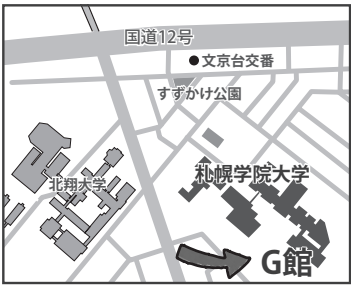 国道12号
文京台交番
すずかけ公園
北翔大学
札幌学院大学
G館